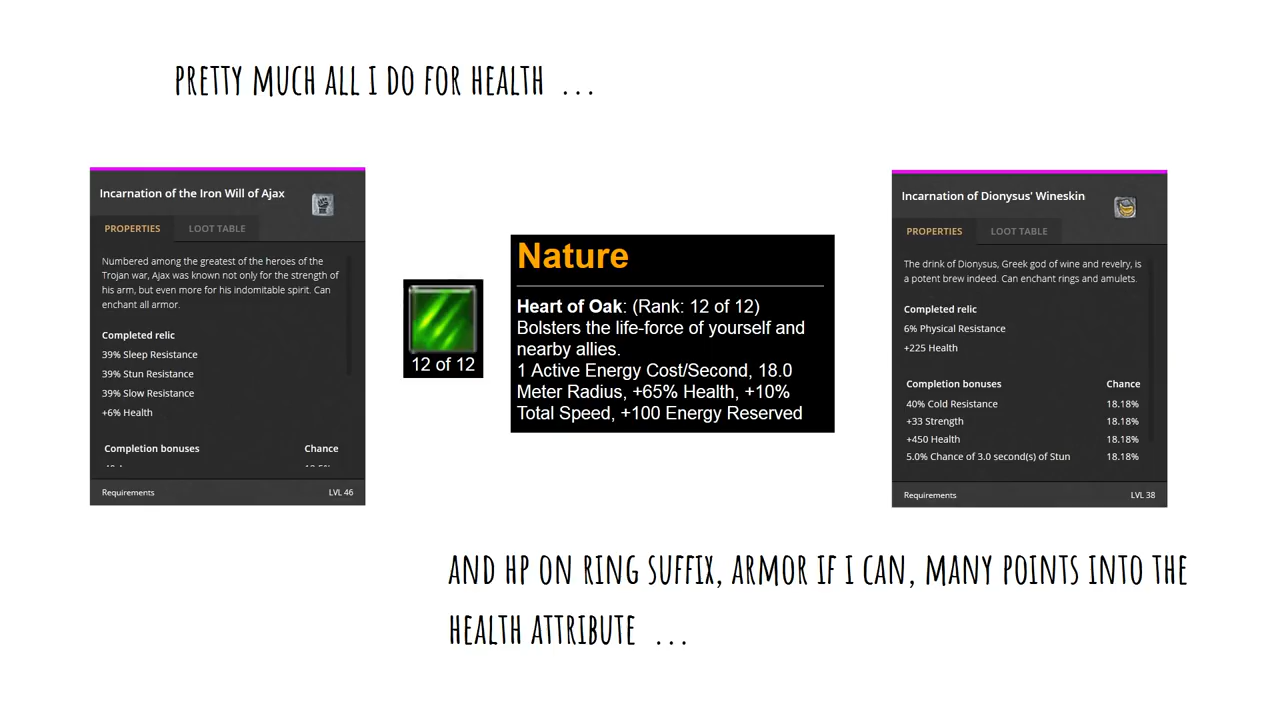 PRETTY MUCH ALL I DO FOR HEALTH ...
Incarnation of the Iron Will of Ajax
PROPERTIES LOOT TABLE
Numbered among the greatest of the heroes of the
Trojan war, Ajax was known not only for the strength of
his arm, but even more for his indomitable spirit. Can
enchant all armor.
Completed relic
39% Sleep Resistance
39% Stun Resistance
39% Slow Resistance
+6% Health
Completion bonuses Chance
Requirements LVL 46
12 of 12
Nature
Heart of Oak: (Rank: 12 of 12)
Bolsters the life-force of yourself and
nearby allies.
1 Active Energy Cost/Second, 18.0
Meter Radius, +65% Health, +10%
Total Speed, +100 Energy Reserved
Incarnation of Dionysus' Wineskin
PROPERTIES LOOT TABLE
The drink of Dionysus, Greek god of wine and revelry, is
a potent brew indeed. Can enchant rings and amulets.
Completed relic
6% Physical Resistance
+225 Health
Completion bonuses Chance
40% Cold Resistance 18.18%
+33 Strength 18.18%
+450 Health 18.18%
5.0% Chance of 3.0 second(s) of Stun 18.18%
Requirements LVL 38
AND HP ON RING SUFFIX, ARMOR IF I CAN, MANY POINTS INTO THE
HEALTH ATTRIBUTE ...